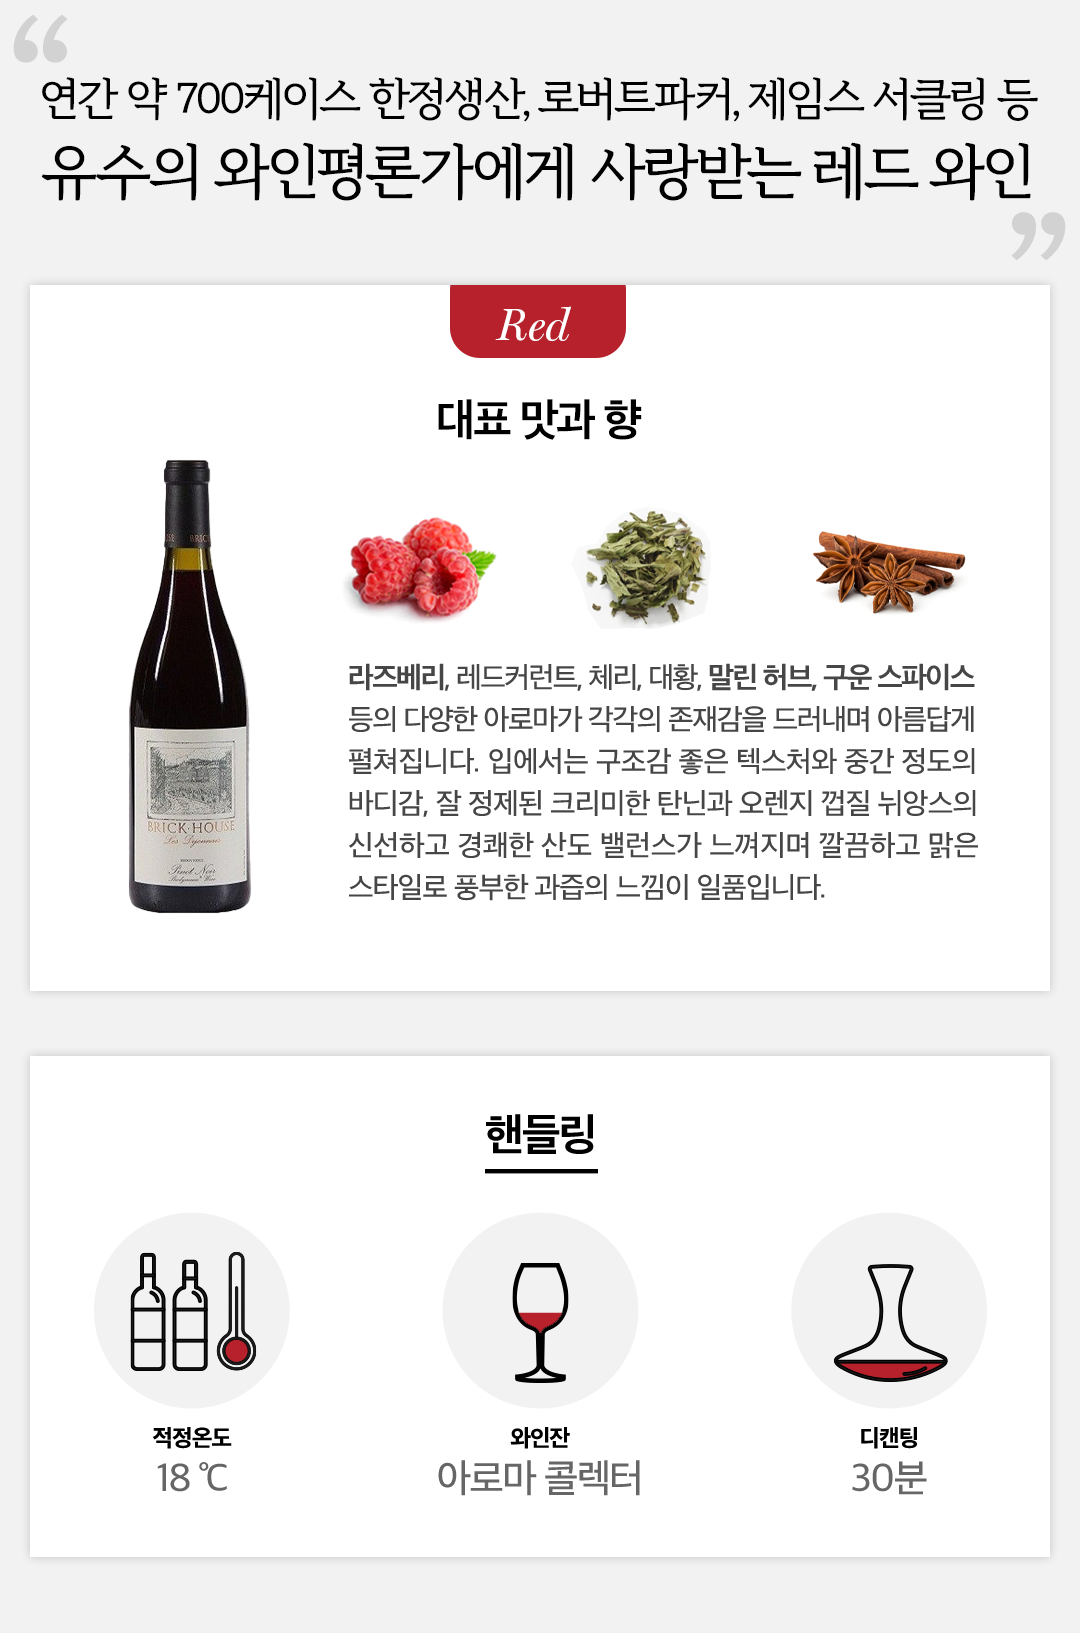 연간 약 700케이스 한정생산, 로버트파커, 제임스 서클링 등
유수의 와인평론가에게 사랑받는 레드 와인
Red
대표 맛과 향
BRICK HOUSE
Les Dijonnais
Pinot Noir
라즈베리, 레드커런트, 체리, 대황, 말린 허브, 구운 스파이스
등의 다양한 아로마가 각각의 존재감을 드러내며 아름답게
펼쳐집니다. 입에서는 구조감 좋은 텍스처와 중간 정도의
바디감, 잘 정제된 크리미한 탄닌과 오렌지 껍질 뉘앙스의
신선하고 경쾌한 산도 밸런스가 느껴지며 깔끔하고 맑은
스타일로 풍부한 과즙의 느낌이 일품입니다.
핸들링
적정온도
18 ℃
와인잔
아로마 콜렉터
디캔팅
30분